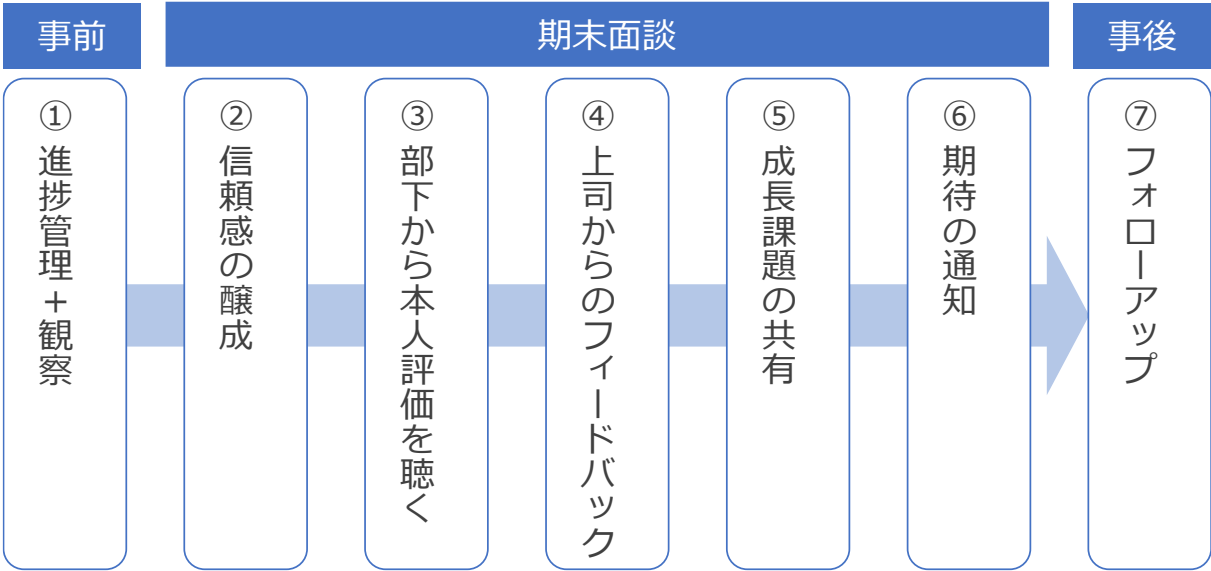 事前
期末面談
事後
①進捗管理+観察
②信頼感の醸成
③部下から本人評価を聴く
④上司からのフィードバック
⑤成長課題の共有
⑥期待の通知
⑦フォローアップ